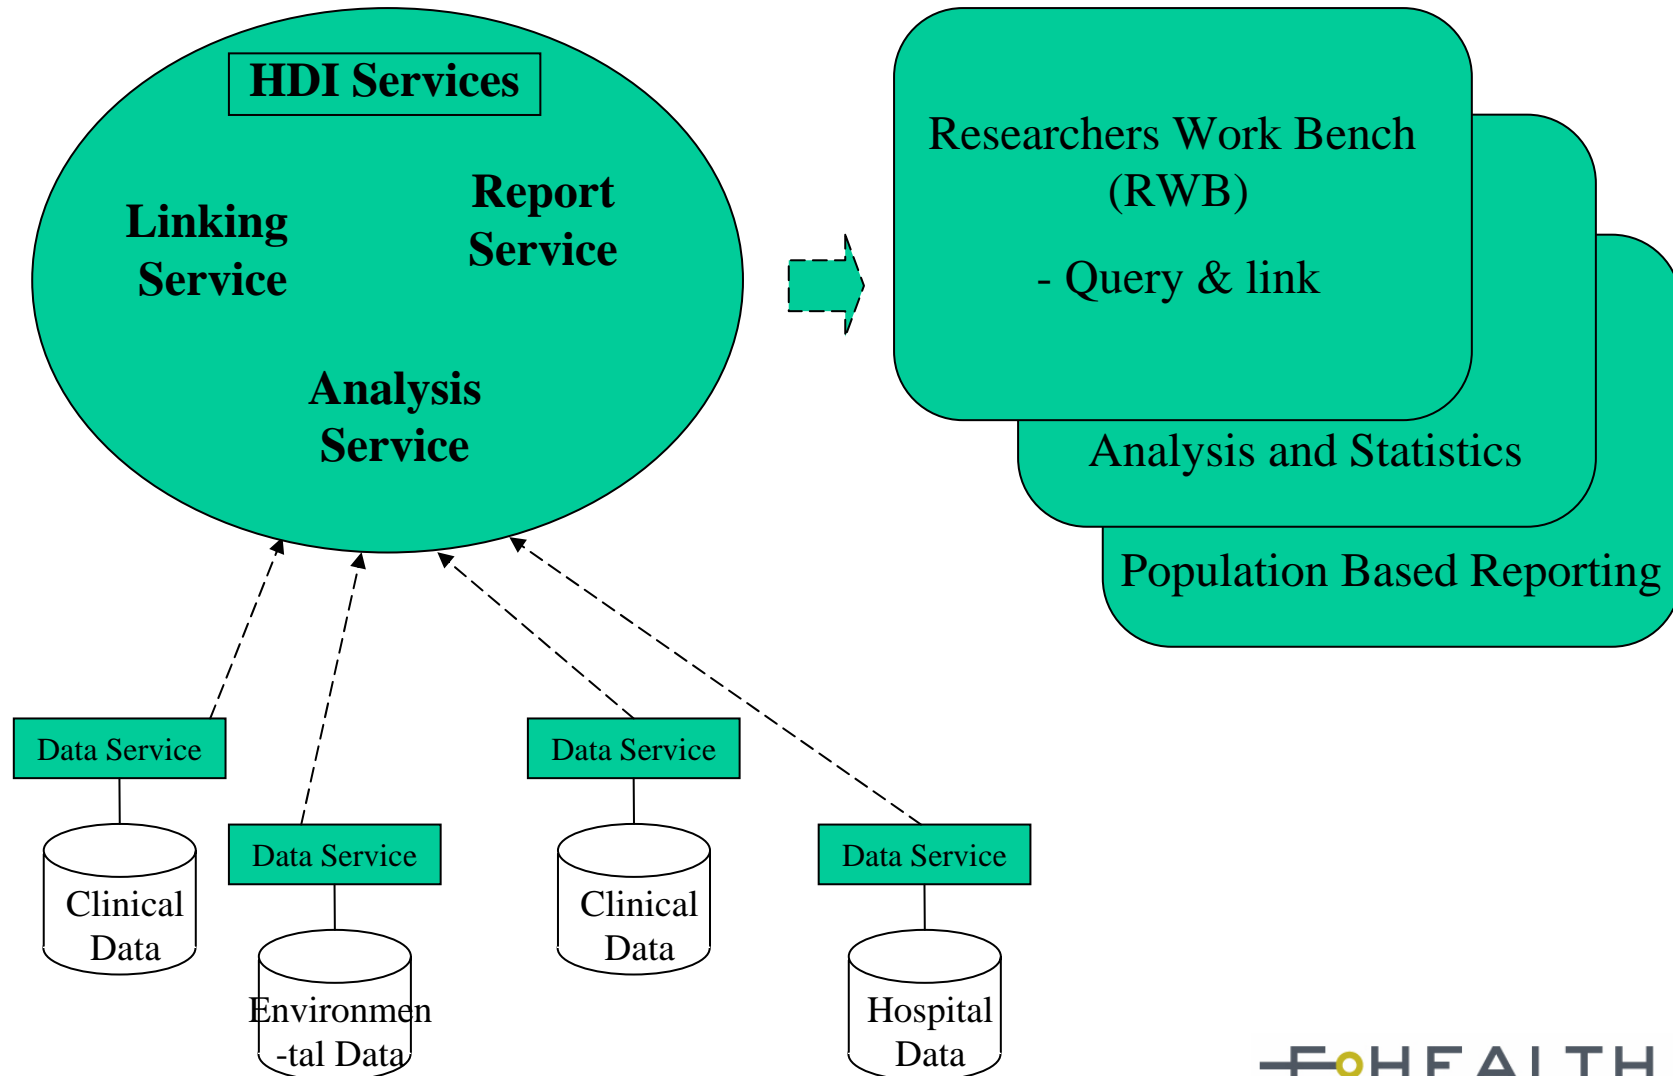 HDI Services
Linking
Service
Report
Service
Analysis
Service
Researchers Work Bench
(RWB)
- Query & link
Analysis and Statistics
Population Based Reporting
Data Service
Data Service
Data Service
Data Service
Clinical
Data
Environmen
-tal Data
Clinical
Data
Hospital
Data
HEALTH